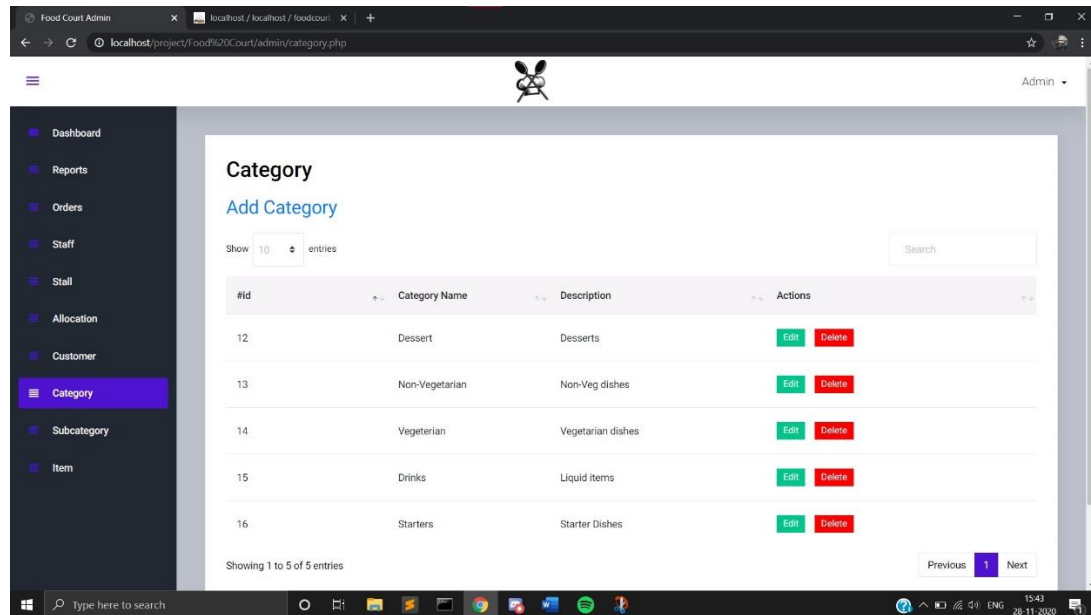 Food Court Admin
localhost / localhost / foodcourt
localhost/project/Food%20Court/admin/category.php
Admin
Dashboard
Reports
Orders
Staff
Stall
Allocation
Customer
Category
Subcategory
Item
Category
Add Category
Show 10 entries
Search
#id Category Name Description Actions
12 Dessert Desserts Edit Delete
13 Non-Vegetarian Non-Veg dishes Edit Delete
14 Vegeterian Vegetarian dishes Edit Delete
15 Drinks Liquid items Edit Delete
16 Starters Starter Dishes Edit Delete
Showing 1 to 5 of 5 entries
Previous 1 Next
Type here to search
ENG
15:43
28-11-2020